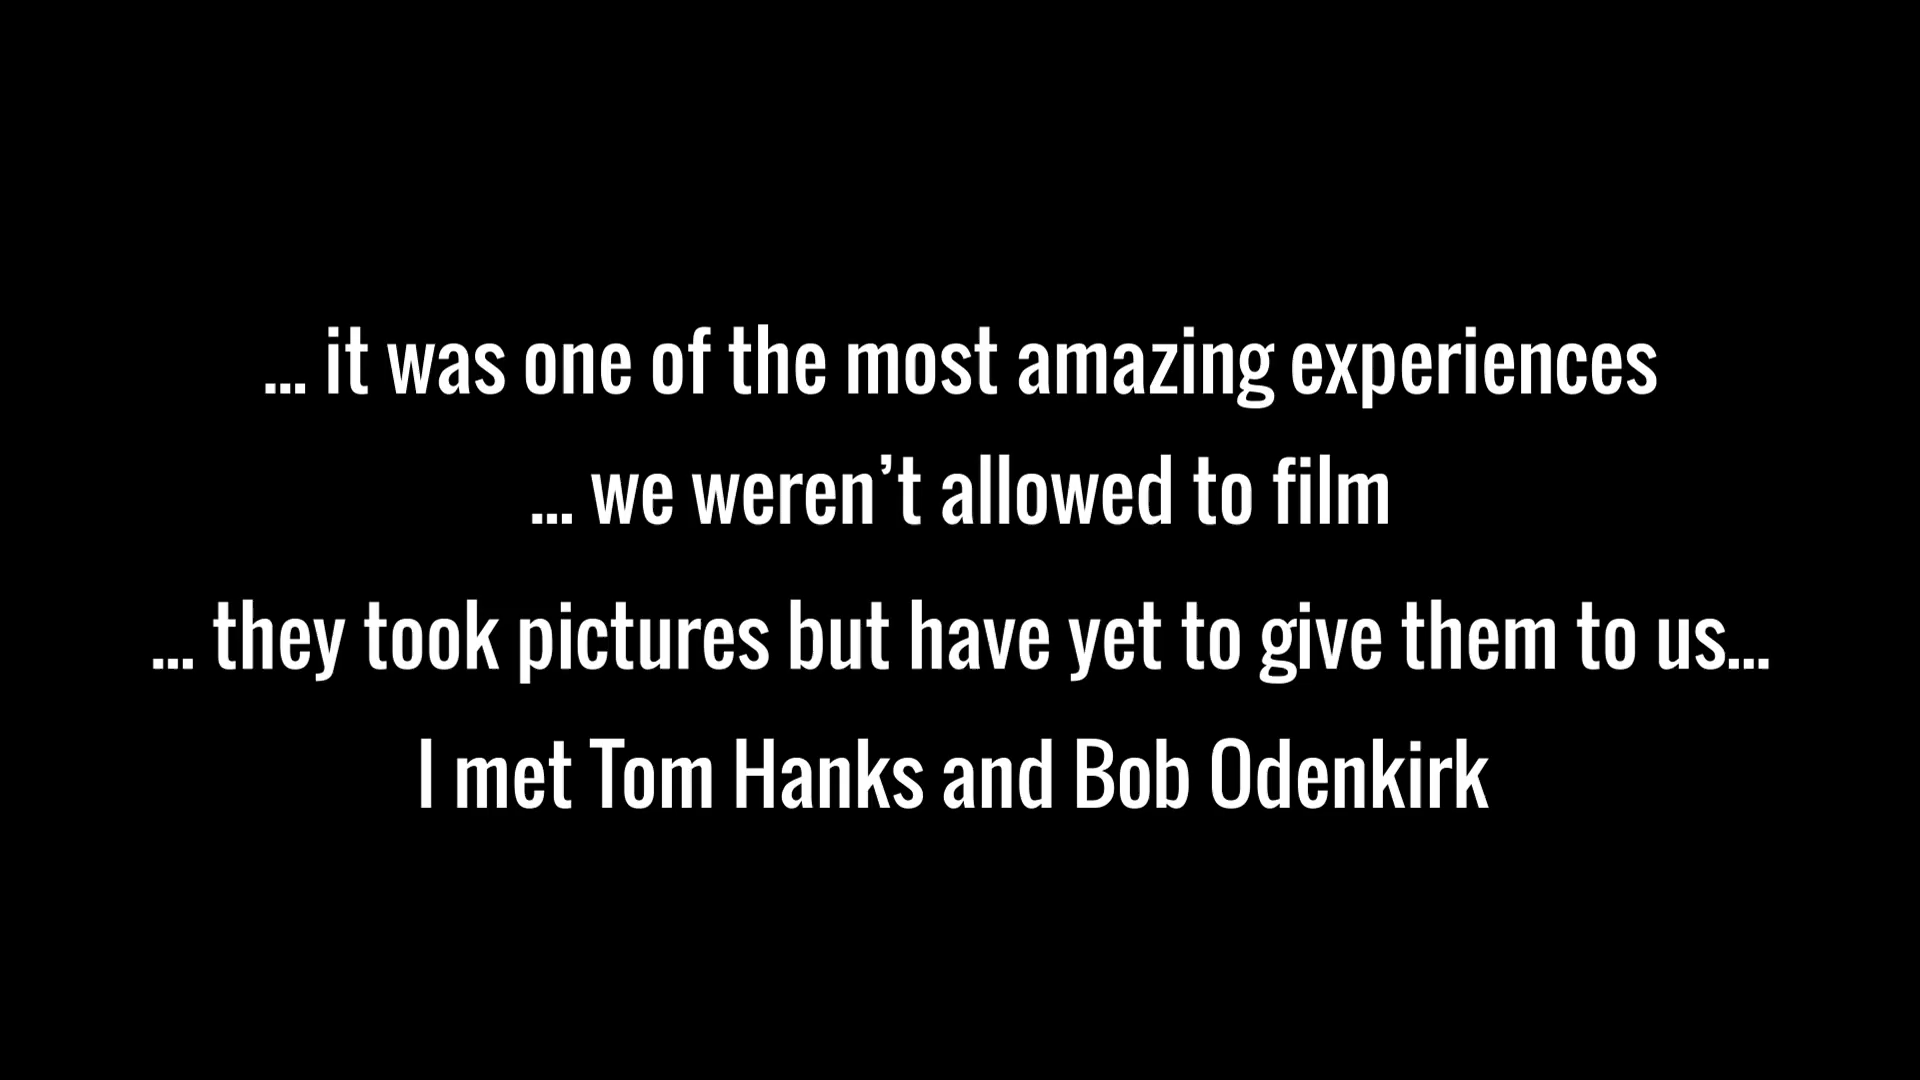 ... it was one of the most amazing experiences
... we weren’t allowed to film
... they took pictures but have yet to give them to us...
I met Tom Hanks and Bob Odenkirk